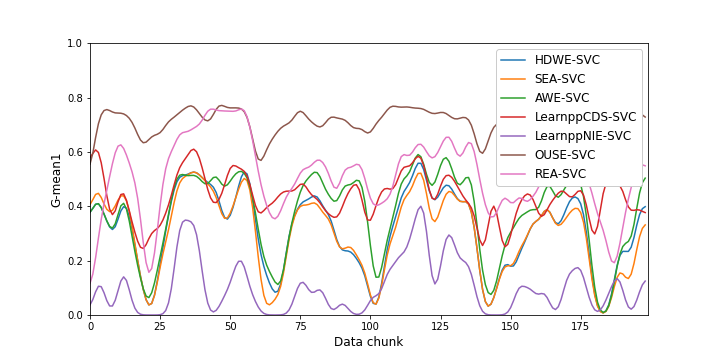 1.0
0.8
0.6
0.4
0.2
0.0
G-mean1
HDWE-SVC
SEA-SVC
AWE-SVC
LearnppCDS-SVC
LearnppNIE-SVC
OUSE-SVC
REA-SVC
0 25 50 75 100 125 150 175
Data chunk